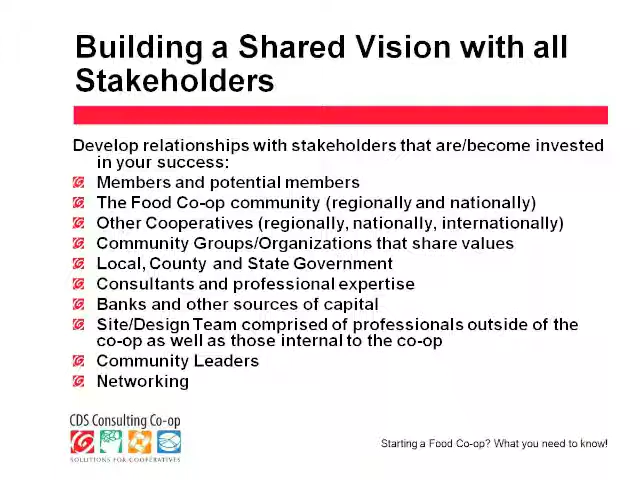 Building a Shared Vision with all
Stakeholders
Develop relationships with stakeholders that are/become invested
in your success:
Members and potential members
The Food Co-op community (regionally and nationally)
Other Cooperatives (regionally, nationally, internationally)
Community Groups/Organizations that share values
Local, County and State Government
Consultants and professional expertise
Banks and other sources of capital
Site/Design Team comprised of professionals outside of the
co-op as well as those internal to the co-op
Community Leaders
Networking
CDS Consulting Co-op
SOLUTIONS FOR COOPERATIVES
Starting a Food Co-op? What you need to know!